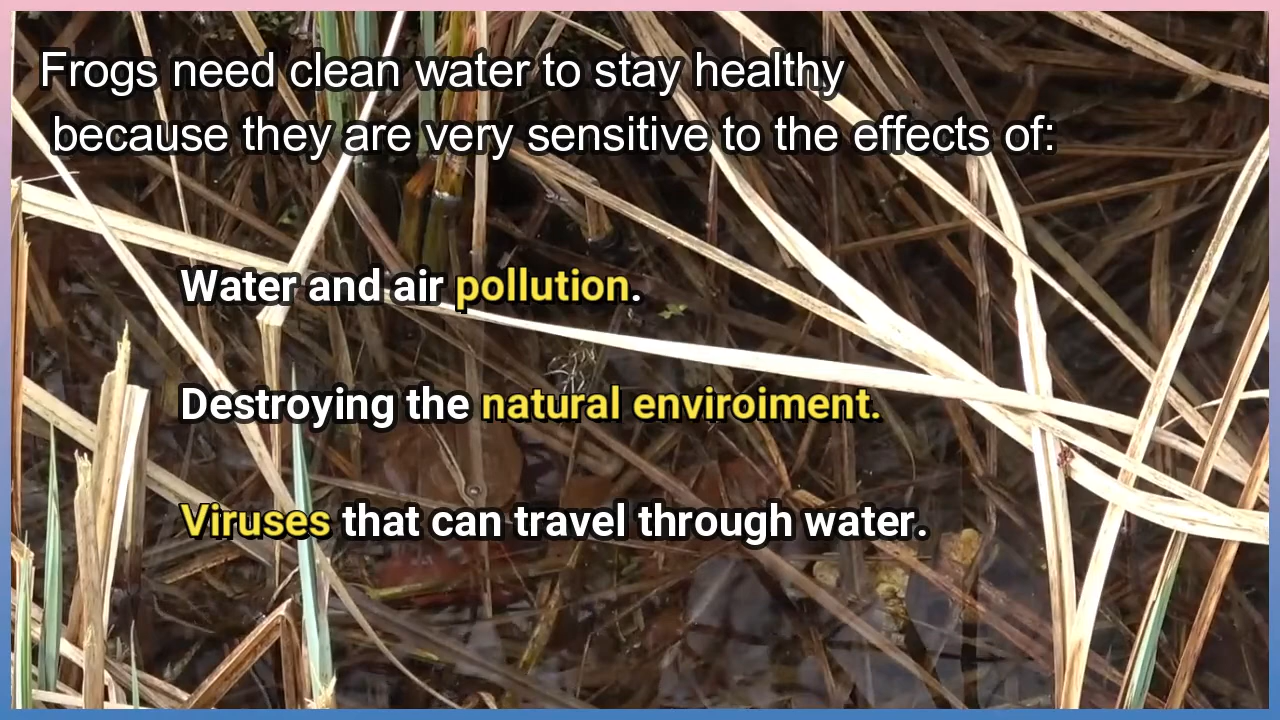 Frogs need clean water to stay healthy
because they are very sensitive to the effects of:
Water and air pollution.
Destroying the natural enviroiment.
Viruses that can travel through water.